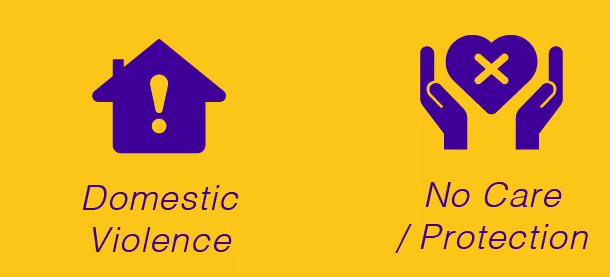 Domestic
Violence
No Care
/ Protection